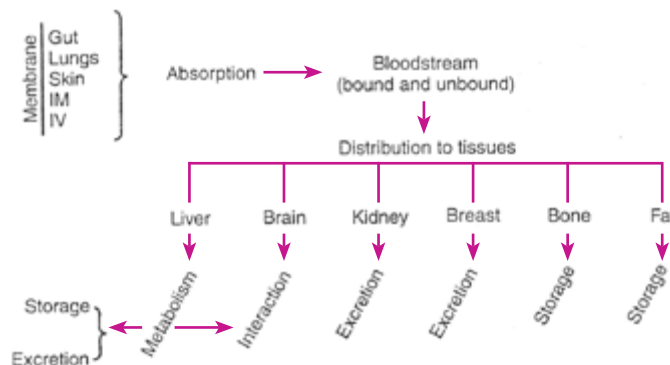 Membrane
Gut
Lungs
Skin
IM
IV
Absorption
Bloodstream
(bound and unbound)
Distribution to tissues
Liver Brain Kidney Breast Bone Fa
Metabolism Interaction Excretion Excretion Storage Storage
Storage
Excretion